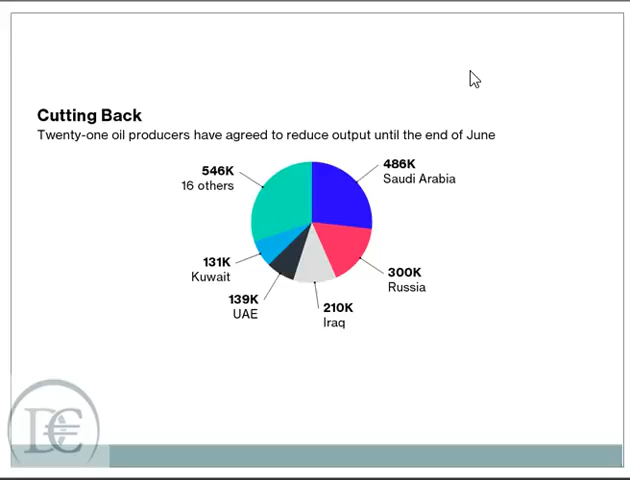 Cutting Back
Twenty-one oil producers have agreed to reduce output until the end of June
546K
16 others
486K
Saudi Arabia
131K
Kuwait
300K
Russia
139K
UAE
210K
Iraq